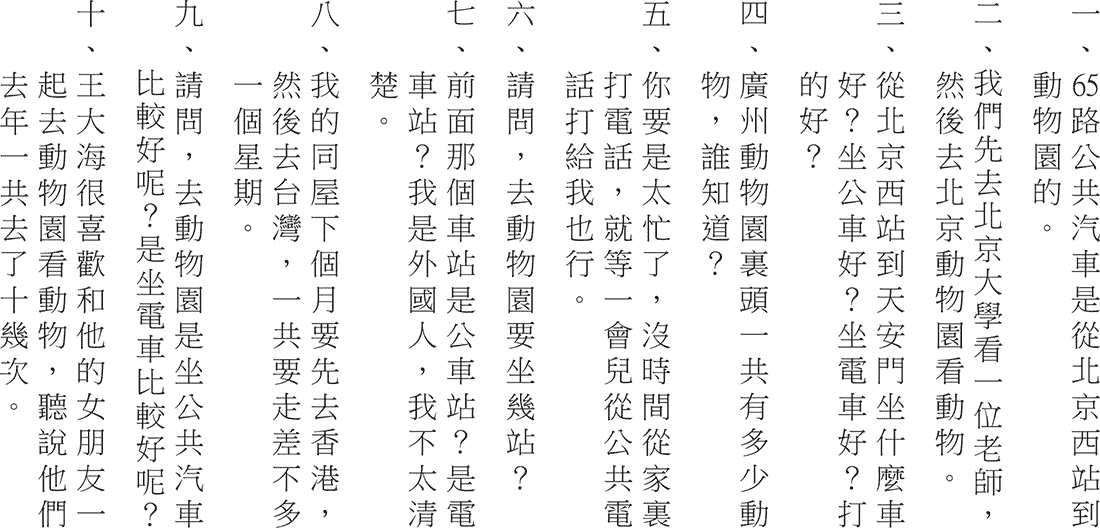 一、65路公共汽車是從北京西站到
動物園的。
二、我們先去北京大學看一位老師，
然後去北京動物園看動物。
三、從北京西站到天安門坐什麼車
好？坐公車好？坐電車好？打
的好？
四、廣州動物園裏頭一共有多少動
物，誰知道？
五、你要是太忙了，沒時間從家裏
打電話，就等一會兒從公共電
話打給我也行。
六、請問，去動物園要坐幾站？
七、前面那個車站是公車站？是電
車站？我是外國人，我不太清
楚。
八、我的同屋下個月要先去香港，
然後去台灣，一共要走差不多
一個星期。
九、請問，去動物園是坐公共汽車
比較好呢？是坐電車比較好呢？
十、王大海很喜歡和他的女朋友一
起去動物園看動物，聽說他們
去年一共去了十幾次。